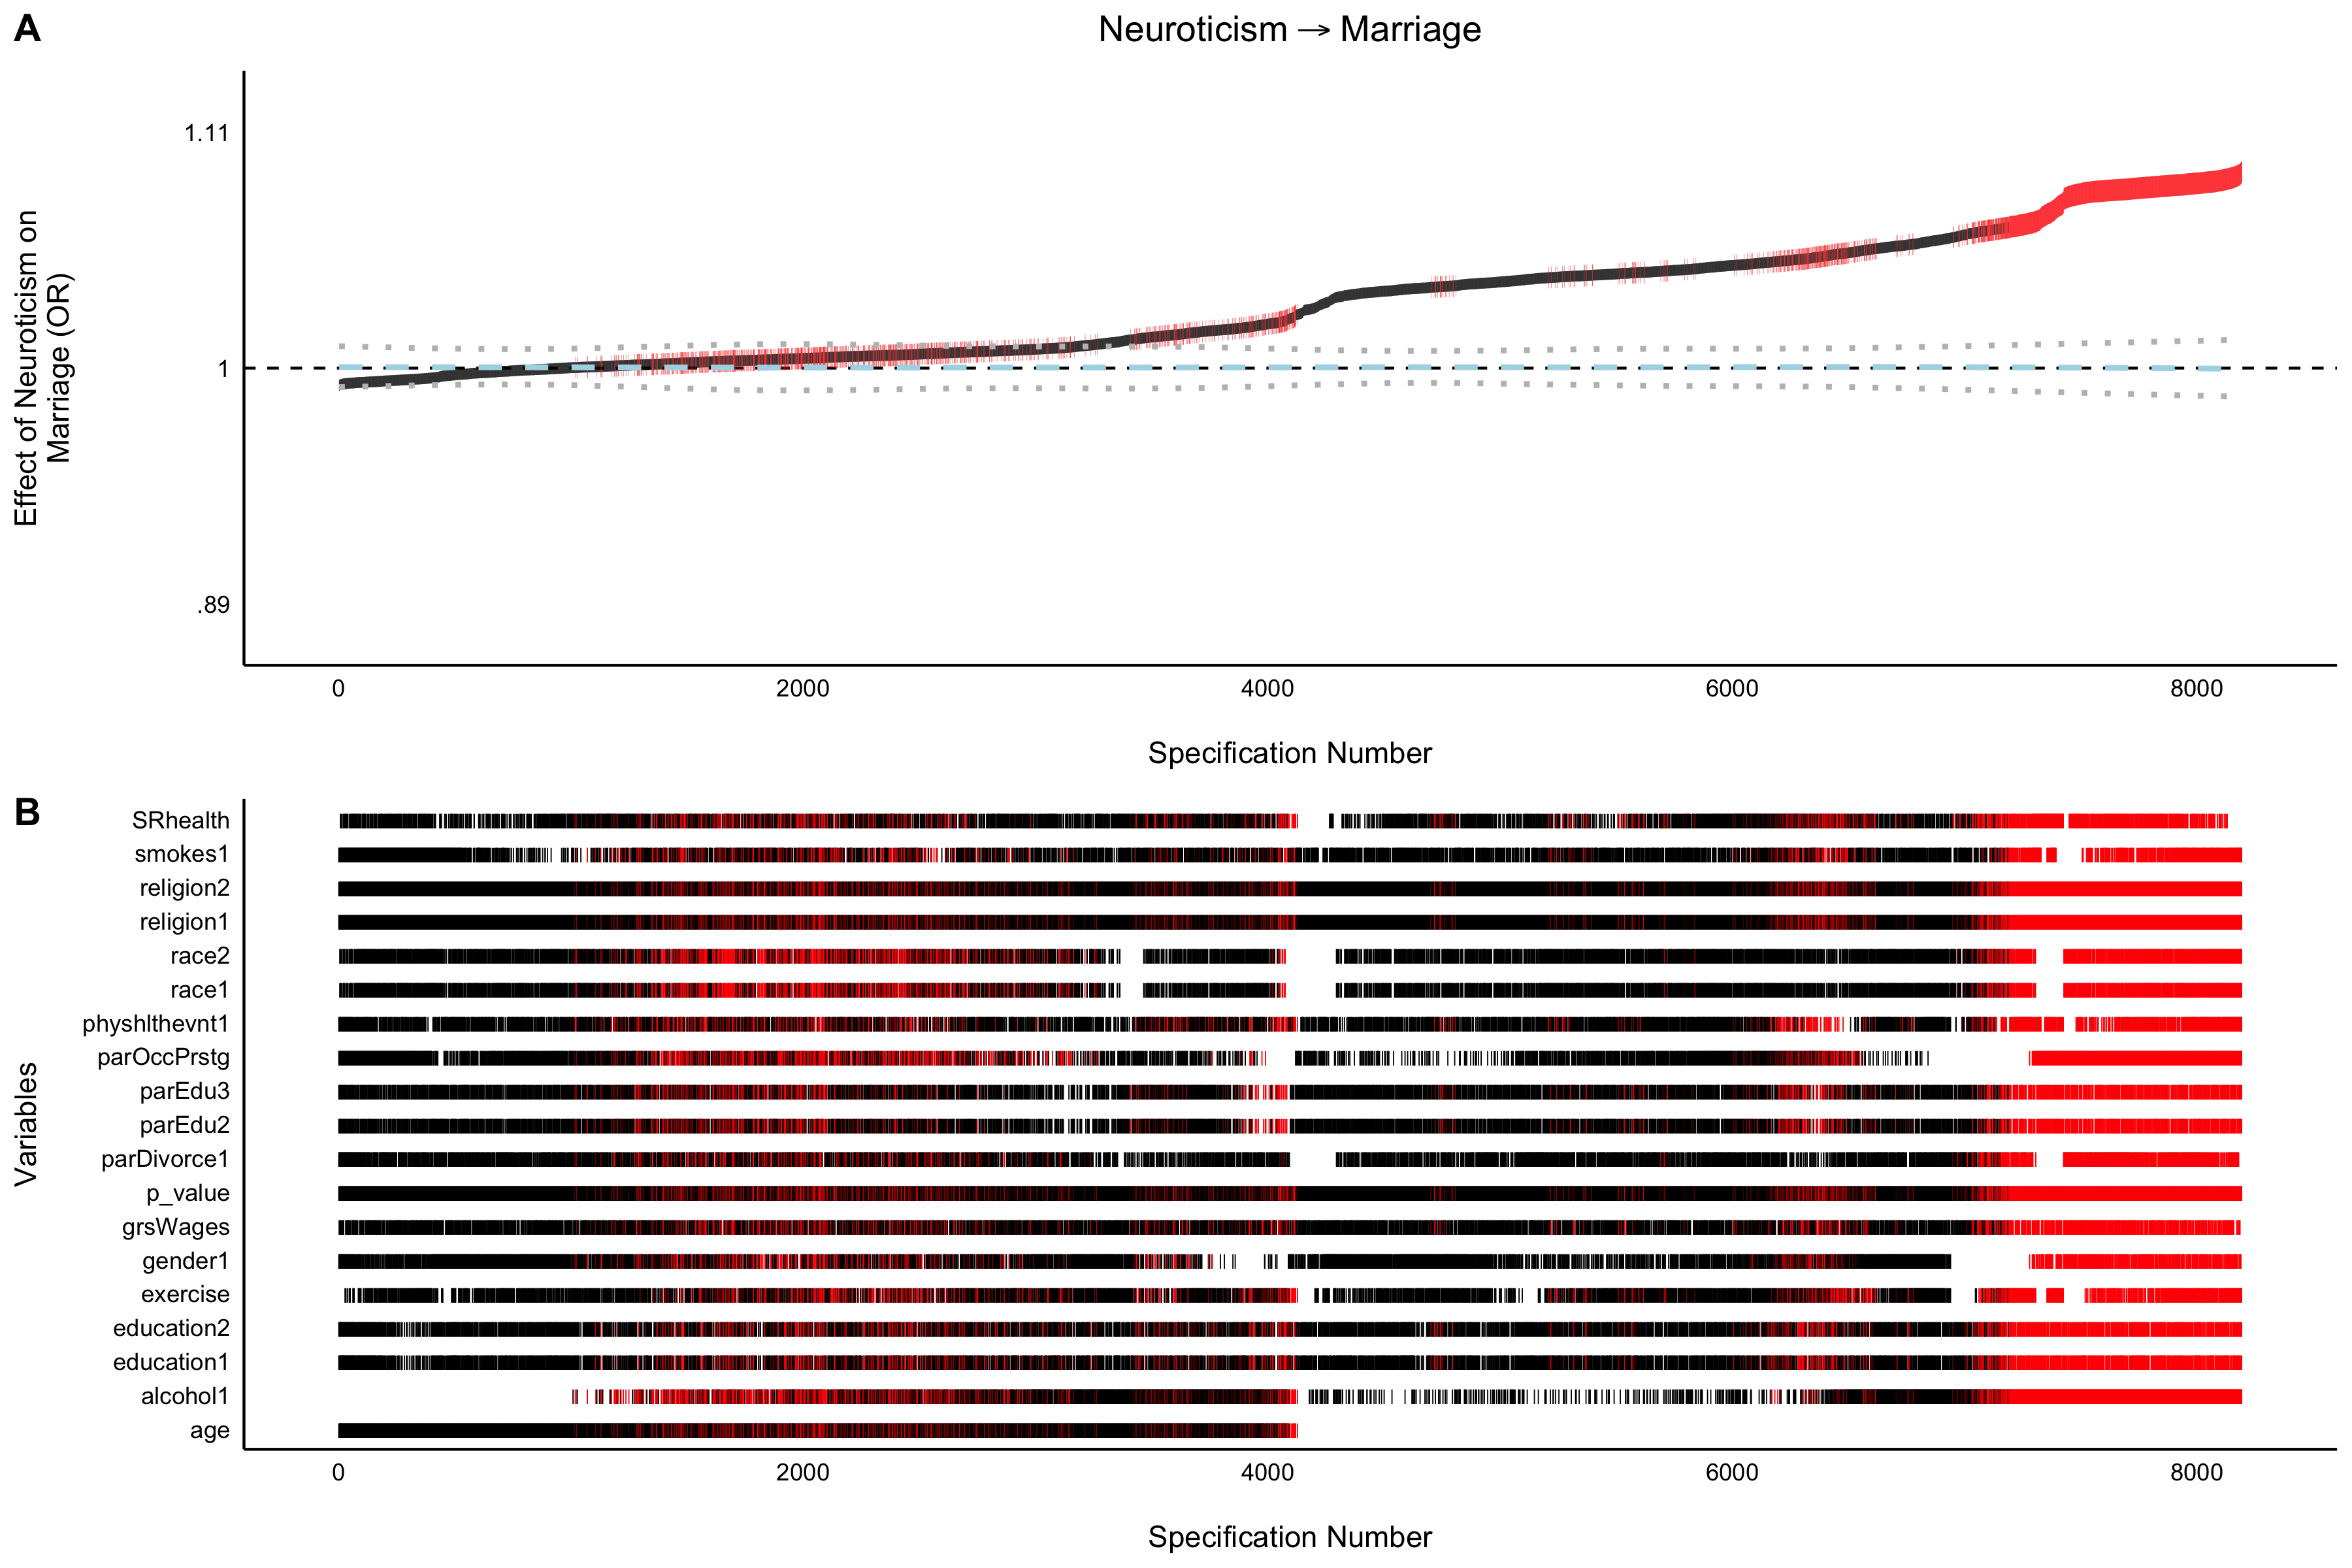 A
Neuroticism → Marriage
Effect of Neuroticism on
Marriage (OR)
1.11
1
.89
0 2000 4000 6000 8000
Specification Number
B
Variables
SRhealth
smokes1
religion2
religion1
race2
race1
physhlthevnt1
parOccPrstg
parEdu3
parEdu2
parDivorce1
p_value
grsWages
gender1
exercise
education2
education1
alcohol1
age
0 2000 4000 6000 8000
Specification Number